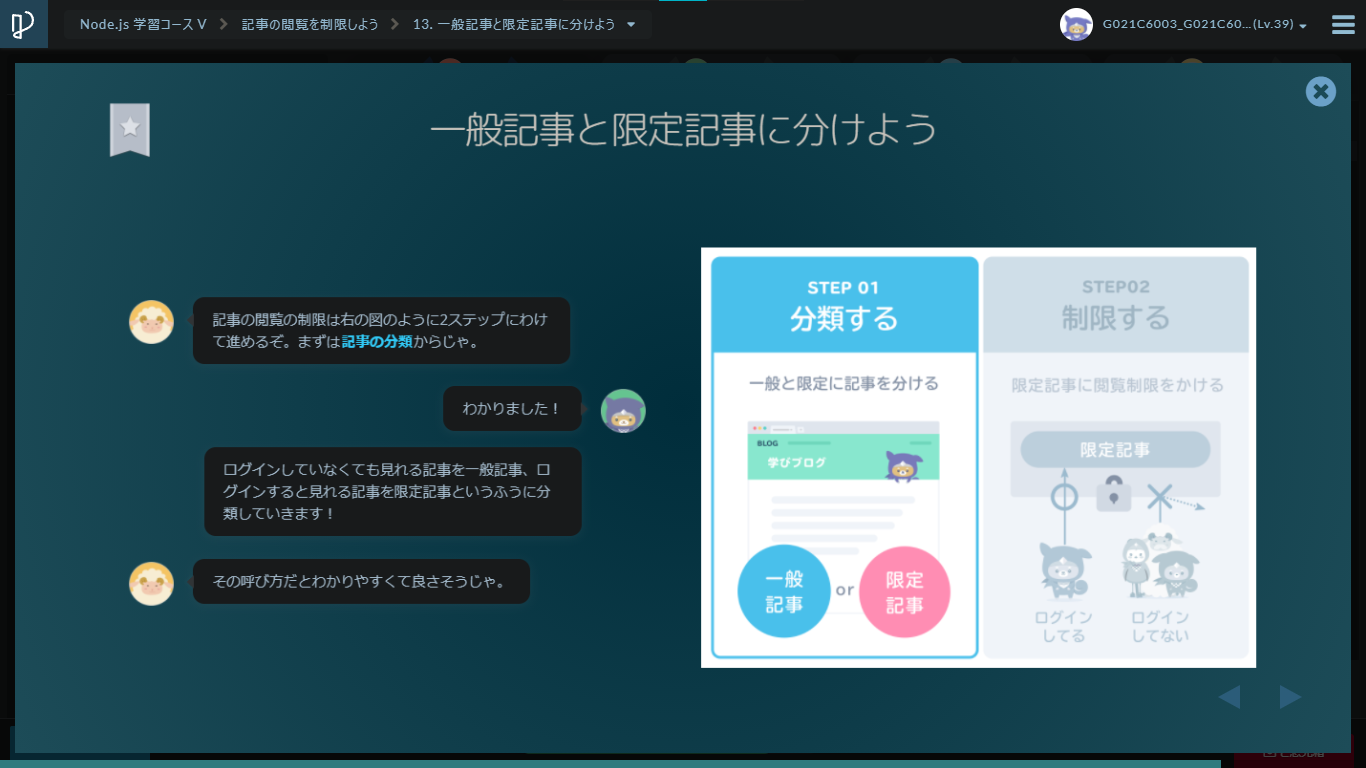 Node.js 学習コース V
記事の閲覧を制限しよう
13. 一般記事と限定記事に分けよう
G021C6003_G021C60...(Lv.39)
一般記事と限定記事に分けよう
記事の閲覧の制限は右の図のように2ステップにわけ
て進めるぞ。まずは記事の分類からじゃ。
わかりました！
ログインしていなくても見れる記事を一般記事、ロ
グインすると見れる記事を限定記事というふうに分
類していきます！
その呼び方だとわかりやすくて良さそうじゃ。
STEP 01
分類する
一般と限定に記事を分ける
BLOG
学びブログ
一般
記事
or
限定
記事
STEP02
制限する
限定記事に閲覧制限をかける
限定記事
ログイン
してる
ログイン
してない